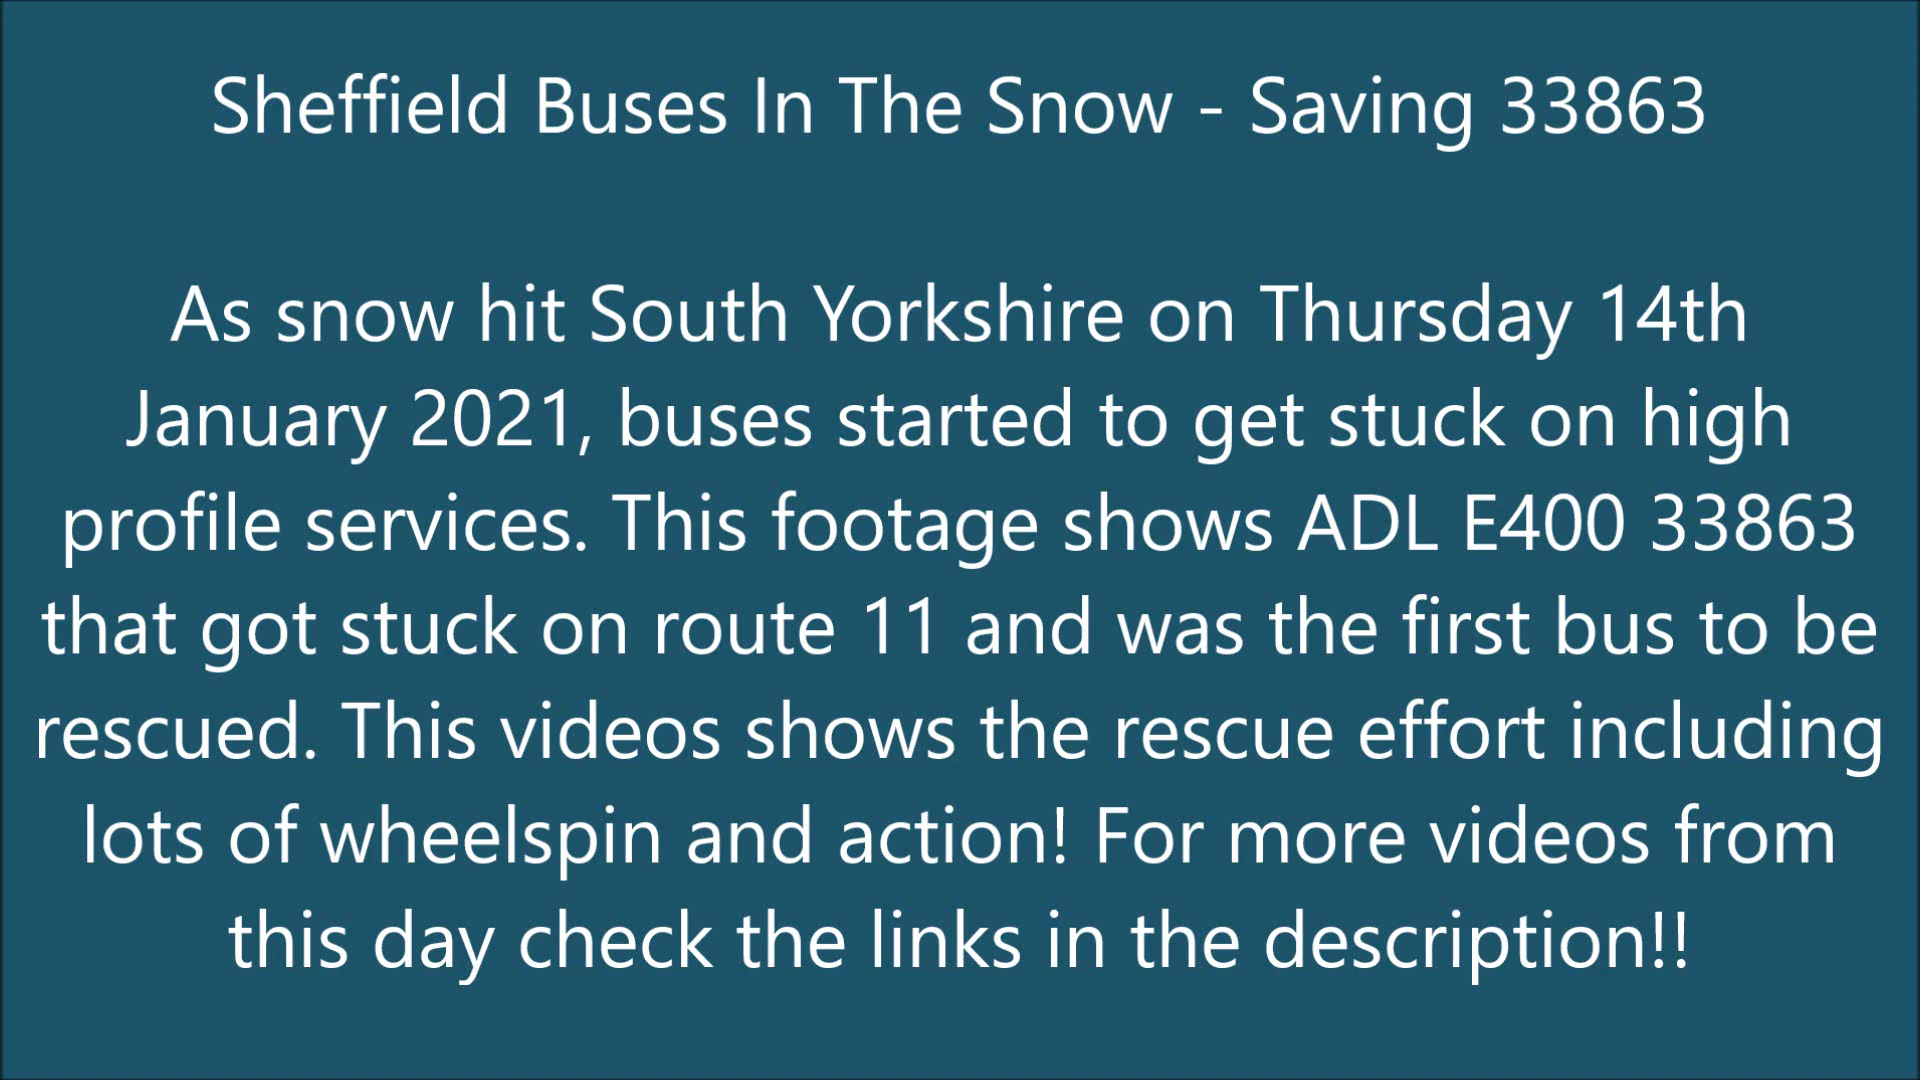 Sheffield Buses In The Snow - Saving 33863
As snow hit South Yorkshire on Thursday 14th
January 2021, buses started to get stuck on high
profile services. This footage shows ADL E400 33863
that got stuck on route 11 and was the first bus to be
rescued. This videos shows the rescue effort including
lots of wheelspin and action! For more videos from
this day check the links in the description!!